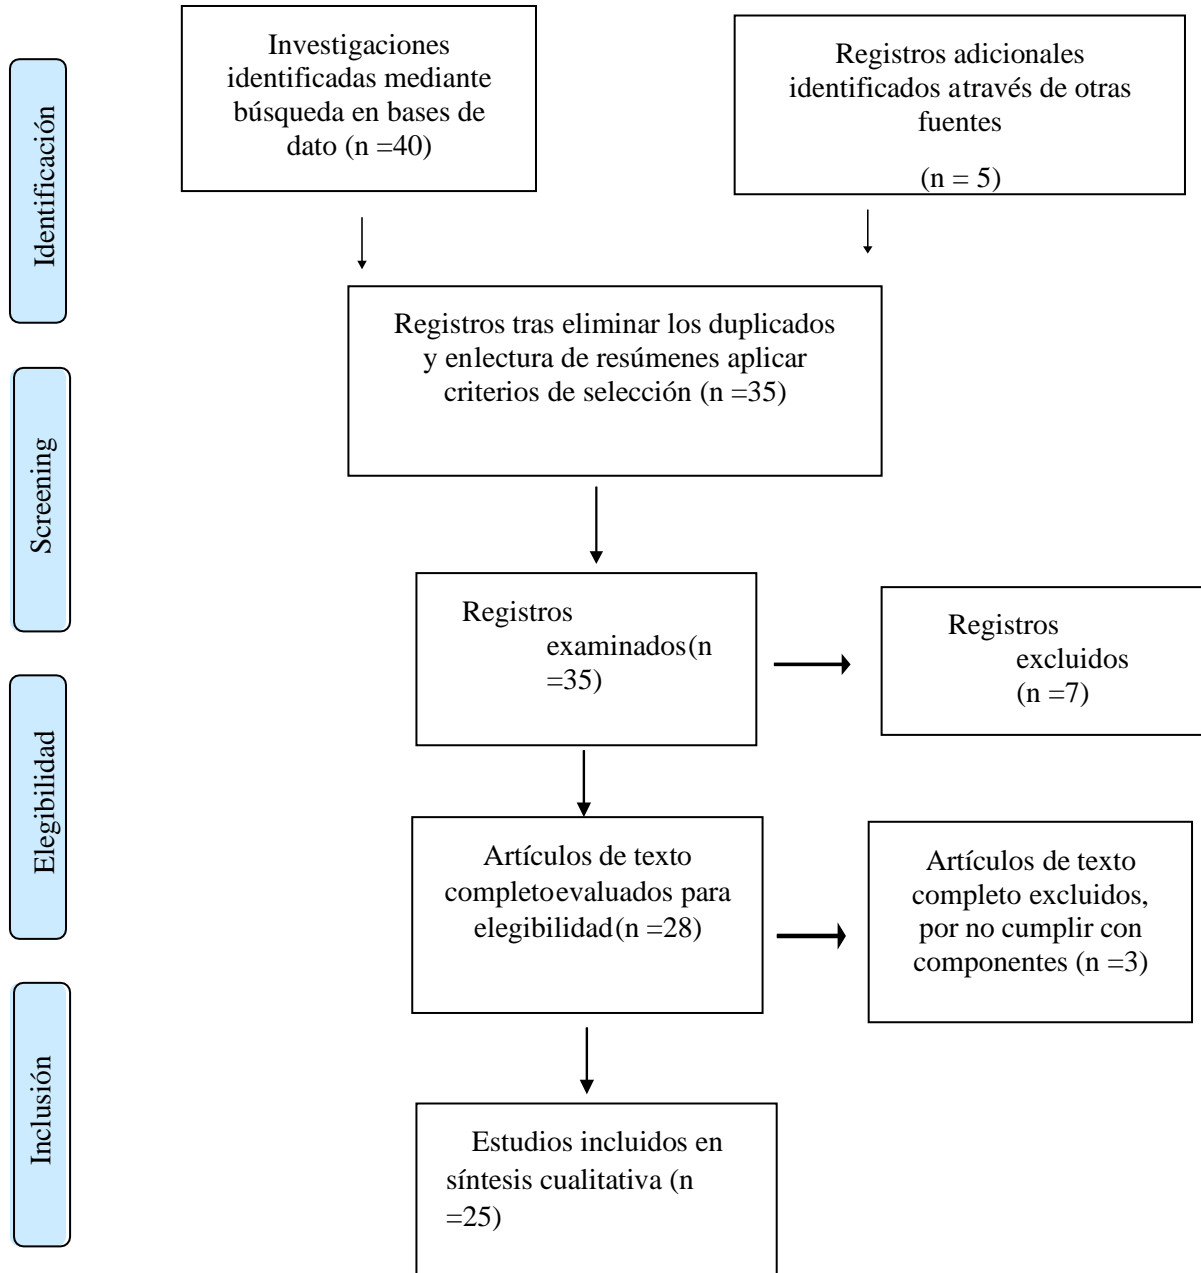 Identificación
Investigaciones
identificadas mediante
búsqueda en bases de
dato (n =40)
Registros adicionales
identificados através de otras
fuentes
(n = 5)
Registros tras eliminar los duplicados
y enlectura de resúmenes aplicar
criterios de selección (n =35)
Screening
Registros
examinados(n
=35)
Registros
excluidos
(n =7)
Elegibilidad
Artículos de texto
completoevaluados para
elegibilidad(n =28)
Artículos de texto
completo excluidos,
por no cumplir con
componentes (n =3)
Inclusión
Estudios incluidos en
síntesis cualitativa (n
=25)